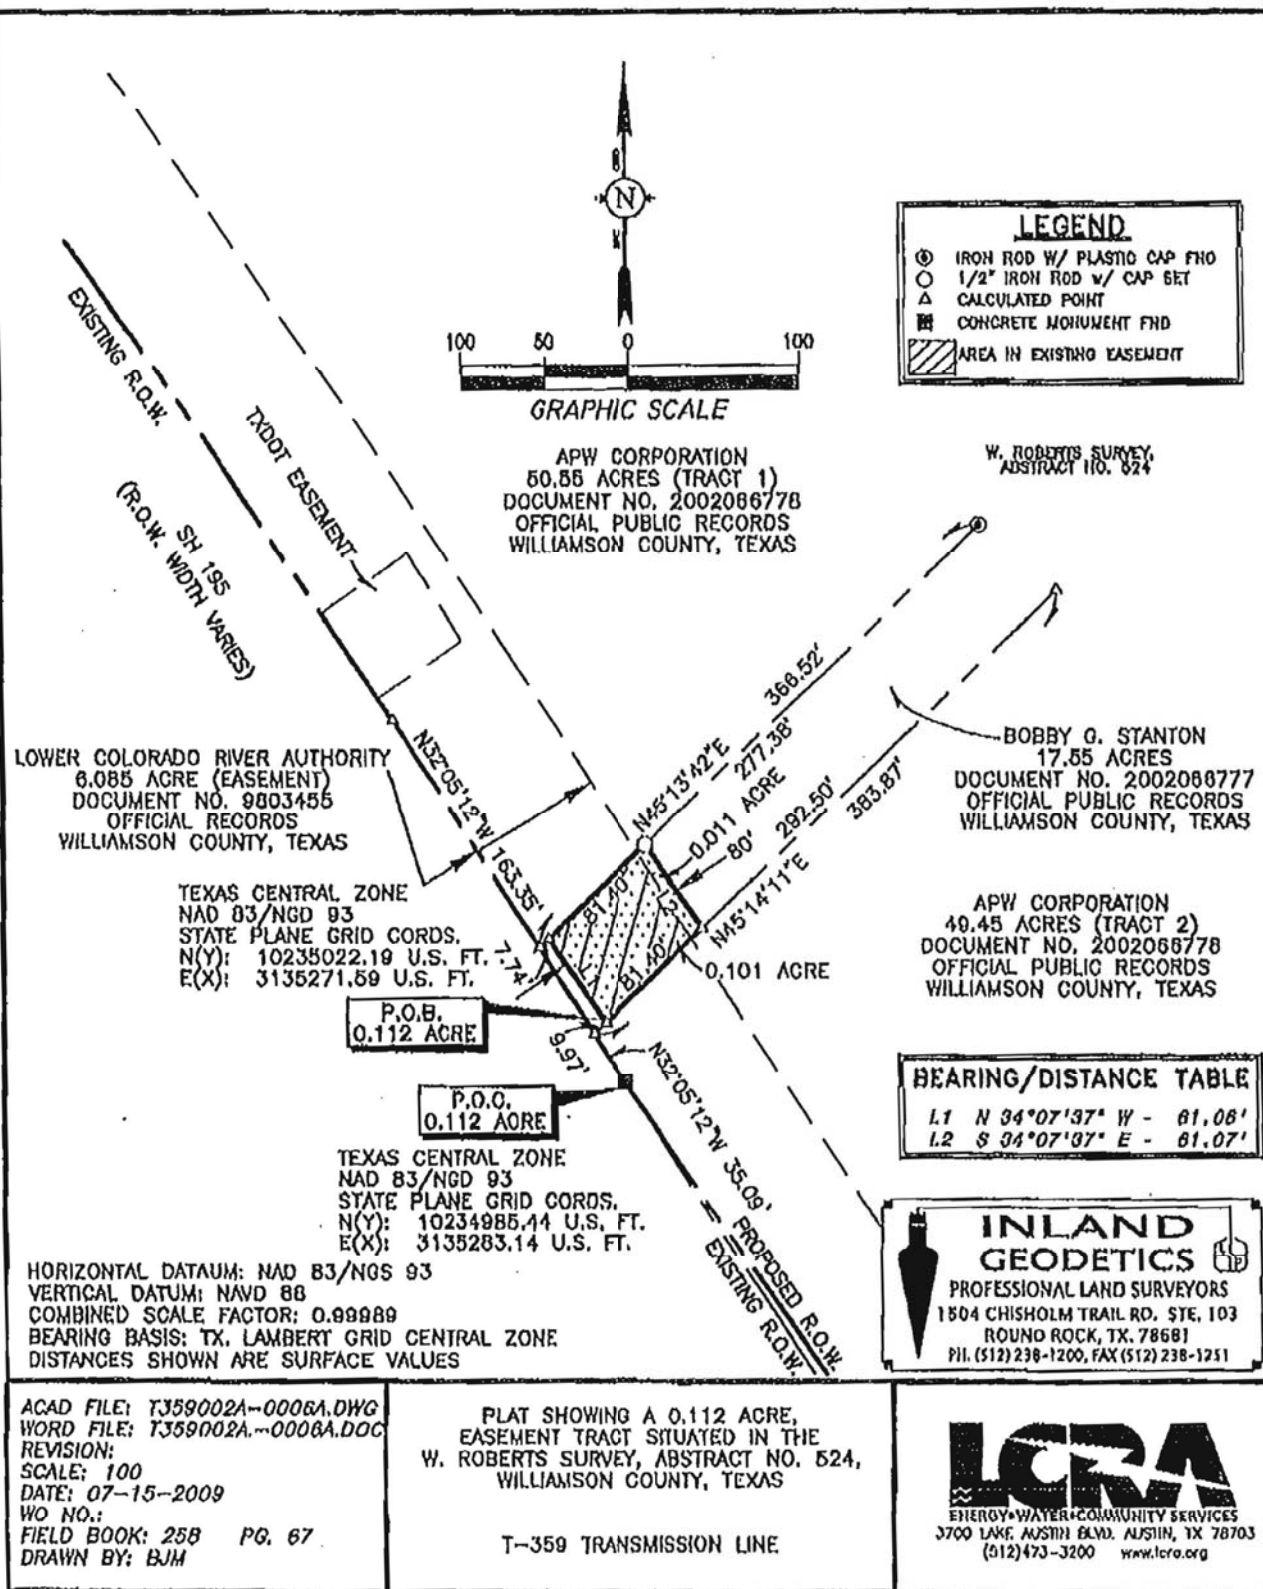 N
100 50 0 100
GRAPHIC SCALE
LEGEND
IRON ROD W/ PLASTIC CAP FND
1/2" IRON ROD w/ CAP SET
CALCULATED POINT
CONCRETE MONUMENT FND
AREA IN EXISTING EASEMENT
EXISTING R.O.W.
TXDOT EASEMENT
SH 195
(R.O.W. WIDTH VARIES)
APW CORPORATION
50.55 ACRES (TRACT 1)
DOCUMENT NO. 2002066778
OFFICIAL PUBLIC RECORDS
WILLIAMSON COUNTY, TEXAS
W. ROBERTS SURVEY,
ABSTRACT NO. 524
LOWER COLORADO RIVER AUTHORITY
6.085 ACRE (EASEMENT)
DOCUMENT NO. 9803455
OFFICIAL RECORDS
WILLIAMSON COUNTY, TEXAS
N32°05'12"W 163.35'
366.52'
N45°13'42"E
277.38'
0.011 ACRE
80'
292.50'
383.87'
N45°14'11"E
BOBBY G. STANTON
17.55 ACRES
DOCUMENT NO. 2002066777
OFFICIAL PUBLIC RECORDS
WILLIAMSON COUNTY, TEXAS
TEXAS CENTRAL ZONE
NAD 83/NGD 93
STATE PLANE GRID CORDS.
N(Y): 10235022.19 U.S. FT.
E(X): 3135271.59 U.S. FT.
7.74'
81.40'
L2
L1
81.40'
0.101 ACRE
APW CORPORATION
49.45 ACRES (TRACT 2)
DOCUMENT NO. 2002066778
OFFICIAL PUBLIC RECORDS
WILLIAMSON COUNTY, TEXAS
P.O.B.
0.112 ACRE
9.97'
N32°05'12"W 35.09'
P.O.C.
0.112 ACRE
BEARING/DISTANCE TABLE
L1 N 34°07'37" W - 61.06'
L2 S 34°07'37" E - 61.07'
TEXAS CENTRAL ZONE
NAD 83/NGD 93
STATE PLANE GRID CORDS.
N(Y): 10234985.44 U.S. FT.
E(X): 3135283.14 U.S. FT.
PROPOSED R.O.W.
EXISTING R.O.W.
INLAND
GEODETICS
PROFESSIONAL LAND SURVEYORS
1504 CHISHOLM TRAIL RD. STE. 103
ROUND ROCK, TX. 78681
PH. (512) 238-1200, FAX (512) 238-1251
HORIZONTAL DATAUM: NAD 83/NGS 93
VERTICAL DATUM: NAVD 88
COMBINED SCALE FACTOR: 0.99989
BEARING BASIS: TX. LAMBERT GRID CENTRAL ZONE
DISTANCES SHOWN ARE SURFACE VALUES
ACAD FILE: T359002A-0006A.DWG
WORD FILE: T359002A.-0006A.DOC
REVISION:
SCALE: 100
DATE: 07-15-2009
WO NO.:
FIELD BOOK: 25B PG. 67
DRAWN BY: BJM
PLAT SHOWING A 0.112 ACRE,
EASEMENT TRACT SITUATED IN THE
W. ROBERTS SURVEY, ABSTRACT NO. 524,
WILLIAMSON COUNTY, TEXAS
T-359 TRANSMISSION LINE
LCRA
ENERGY•WATER•COMMUNITY SERVICES
3700 LAKE AUSTIN BLVD. AUSTIN, TX 78703
(512)473-3200 www.lcra.org